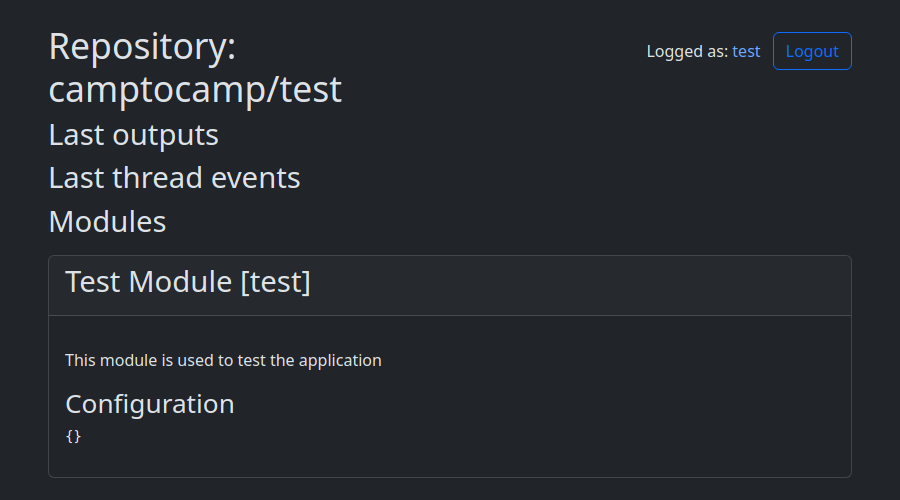 Repository:
camptocamp/test
Logged as: test Logout
Last outputs
Last thread events
Modules
Test Module [test]
This module is used to test the application
Configuration
{}